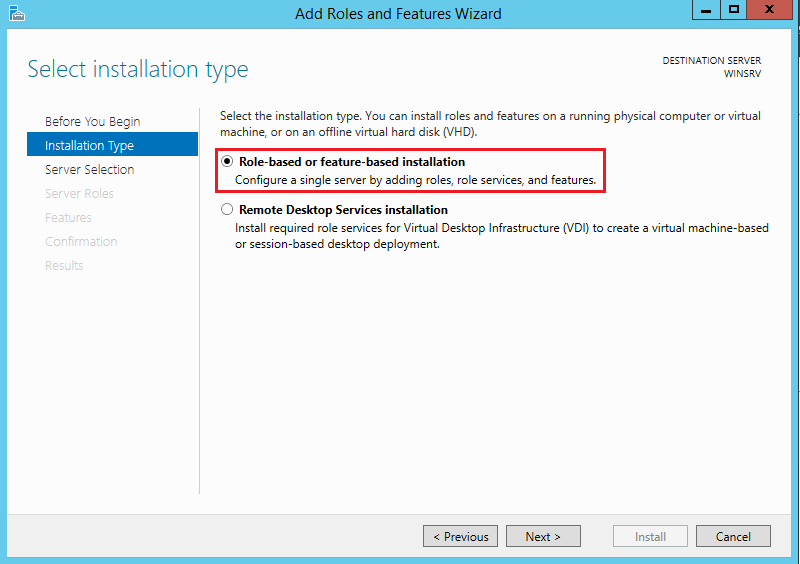 Add Roles and Features Wizard
Select installation type
DESTINATION SERVER
WINSRV
Before You Begin
Installation Type
Server Selection
Server Roles
Features
Confirmation
Results
Select the installation type. You can install roles and features on a running physical computer or virtual
machine, or on an offline virtual hard disk (VHD).
Role-based or feature-based installation
Configure a single server by adding roles, role services, and features.
Remote Desktop Services installation
Install required role services for Virtual Desktop Infrastructure (VDI) to create a virtual machine-based
or session-based desktop deployment.
< Previous
Next >
Install
Cancel